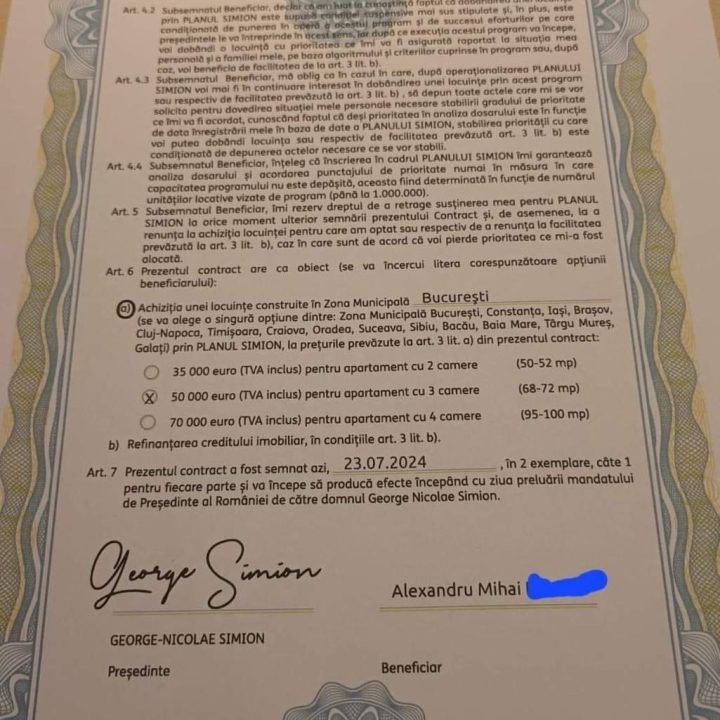 Art. 4.2 Subsemnatul Beneficiar, declar că am luat la cunoștință faptul că dobândirea unei locuințe
prin PLANUL SIMION este supusă condiției suspensive mai sus stipulate și, în plus, este
condiționată de punerea în operă a acestui program și de succesul eforturilor pe care
președintele le va întreprinde în acest sens, iar după ce execuția acestui program va începe,
voi dobândi o locuință cu prioritatea ce îmi va fi asigurată raportat la situația mea
personală și a familiei mele, pe baza algoritmului și criteriilor cuprinse în program sau, după
caz, voi beneficia de facilitatea de la art. 3 lit. b).
Art. 4.3 Subsemnatul Beneficiar, mă oblig ca în cazul în care, după operaționalizarea PLANULUI
SIMION voi mai fi în continuare interesat în dobândirea unei locuințe prin acest program
sau respectiv de facilitatea prevăzută la art. 3 lit. b) , să depun toate actele care mi se vor
solicita pentru dovedirea situației mele personale necesare stabilirii gradului de prioritate
ce îmi va fi acordat, cunoscând faptul că deși prioritatea în analiza dosarului este în funcție
de data înregistrării mele în baza de date a PLANULUI SIMION, stabilirea priorității cu care
voi putea dobândi locuința sau respectiv de facilitatea prevăzută art. 3 lit. b) este
condiționată de depunerea actelor necesare ce se vor stabili.
Art. 4.4 Subsemnatul Beneficiar, înțeleg că înscrierea în cadrul PLANULUI SIMION îmi garantează
analiza dosarului și acordarea punctajului de prioritate numai în măsura în care
capacitatea programului nu este depășită, aceasta fiind determinată în funcție de numărul
unităților locative vizate de program (până la 1.000.000).
Art. 5 Subsemnatul Beneficiar, îmi rezerv dreptul de a retrage susținerea mea pentru PLANUL
SIMION la orice moment ulterior semnării prezentului Contract și, de asemenea, la a
renunța la achiziția locuinței pentru care am optat sau respectiv de a renunța la facilitatea
prevăzută la art. 3 lit. b), caz în care sunt de acord că voi pierde prioritatea ce mi-a fost
alocată.
Art. 6 Prezentul contract are ca obiect (se va încercui litera corespunzătoare opțiunii
beneficiarului):
a) Achiziția unei locuințe construite în Zona Municipală București
(se va alege o singură opțiune dintre: Zona Municipală București, Constanța, Iași, Brașov,
Cluj-Napoca, Timișoara, Craiova, Oradea, Suceava, Sibiu, Bacău, Baia Mare, Târgu Mureș,
Galați) prin PLANUL SIMION, la prețurile prevăzute la art. 3 lit. a) din prezentul contract:
35 000 euro (TVA inclus) pentru apartament cu 2 camere (50-52 mp)
X 50 000 euro (TVA inclus) pentru apartament cu 3 camere (68-72 mp)
70 000 euro (TVA inclus) pentru apartament cu 4 camere (95-100 mp)
b) Refinanțarea creditului imobiliar, în condițiile art. 3 lit. b).
Art. 7 Prezentul contract a fost semnat azi, 23.07.2024 , în 2 exemplare, câte 1
pentru fiecare parte și va începe să producă efecte începând cu ziua preluării mandatului
de Președinte al României de către domnul George Nicolae Simion.
George Simion
Alexandru Mihai
GEORGE-NICOLAE SIMION
Președinte
Beneficiar